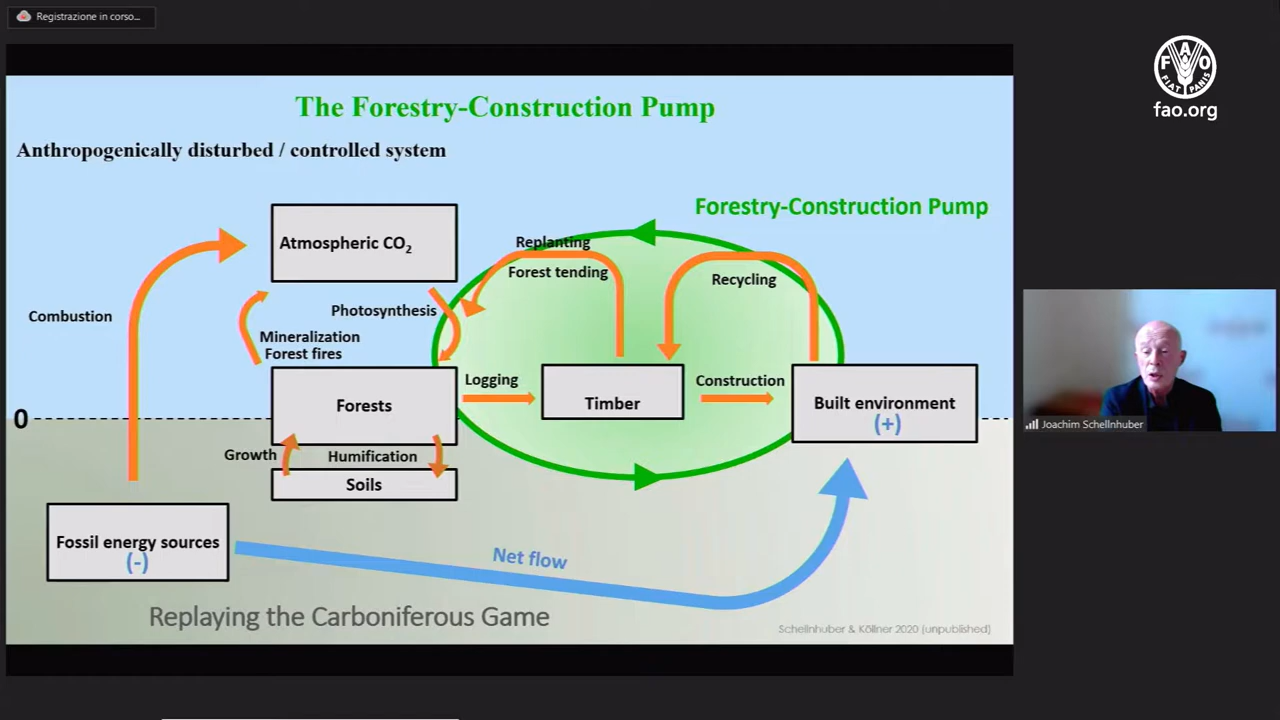 Registrazione in corso...
FAO
FIAT PANIS
fao.org
The Forestry-Construction Pump
Anthropogenically disturbed / controlled system
Forestry-Construction Pump
Atmospheric CO₂
Replanting
Forest tending
Recycling
Combustion
Photosynthesis
Mineralization
Forest fires
Logging
Construction
Forests
Timber
Built environment
(+)
0
Growth
Humification
Soils
Fossil energy sources
(-)
Net flow
Replaying the Carboniferous Game
Schellnhuber & Köllner 2020 (unpublished)
Joachim Schellnhuber